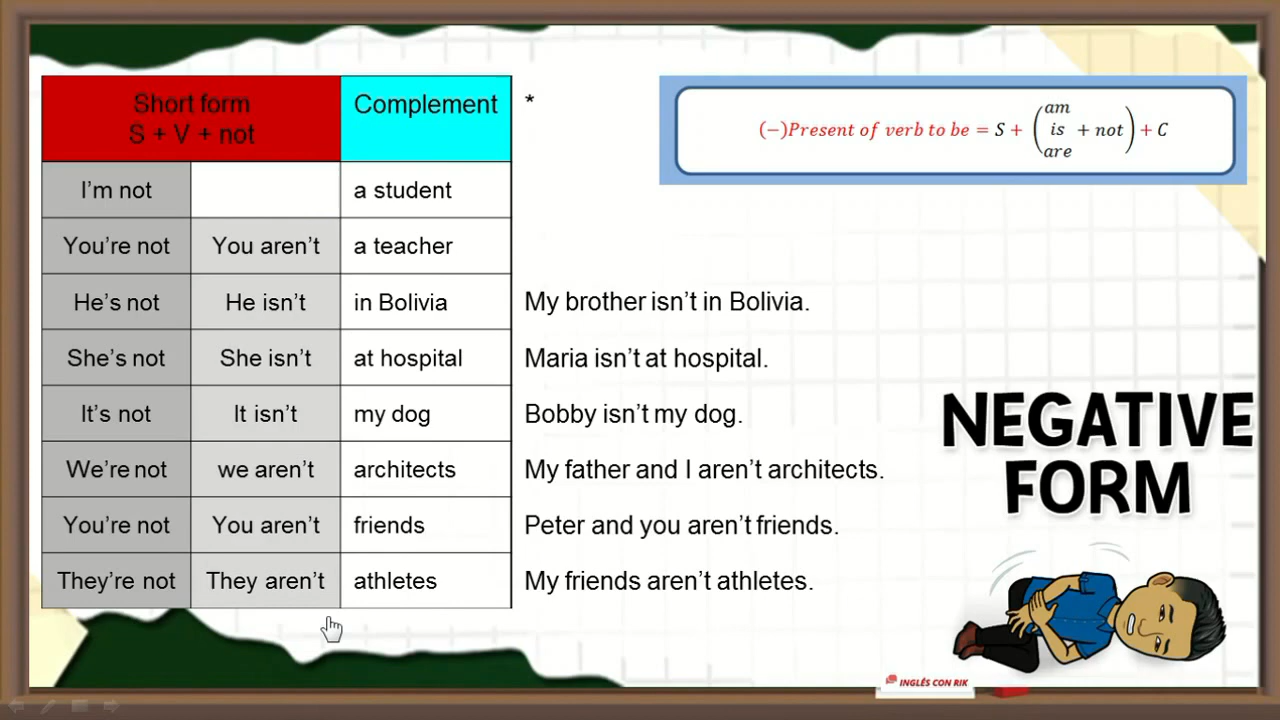 Short form
S + V + not
Complement
*
I'm not
a student
You're not
You aren't
a teacher
He's not
He isn't
in Bolivia
My brother isn't in Bolivia.
She's not
She isn't
at hospital
Maria isn't at hospital.
It's not
It isn't
my dog
Bobby isn't my dog.
We're not
we aren't
architects
My father and I aren't architects.
You're not
You aren't
friends
Peter and you aren't friends.
They're not
They aren't
athletes
My friends aren't athletes.
(−)Present of verb to be = S + (am is are + not) + C
NEGATIVE
FORM
INGLÉS CON RIK